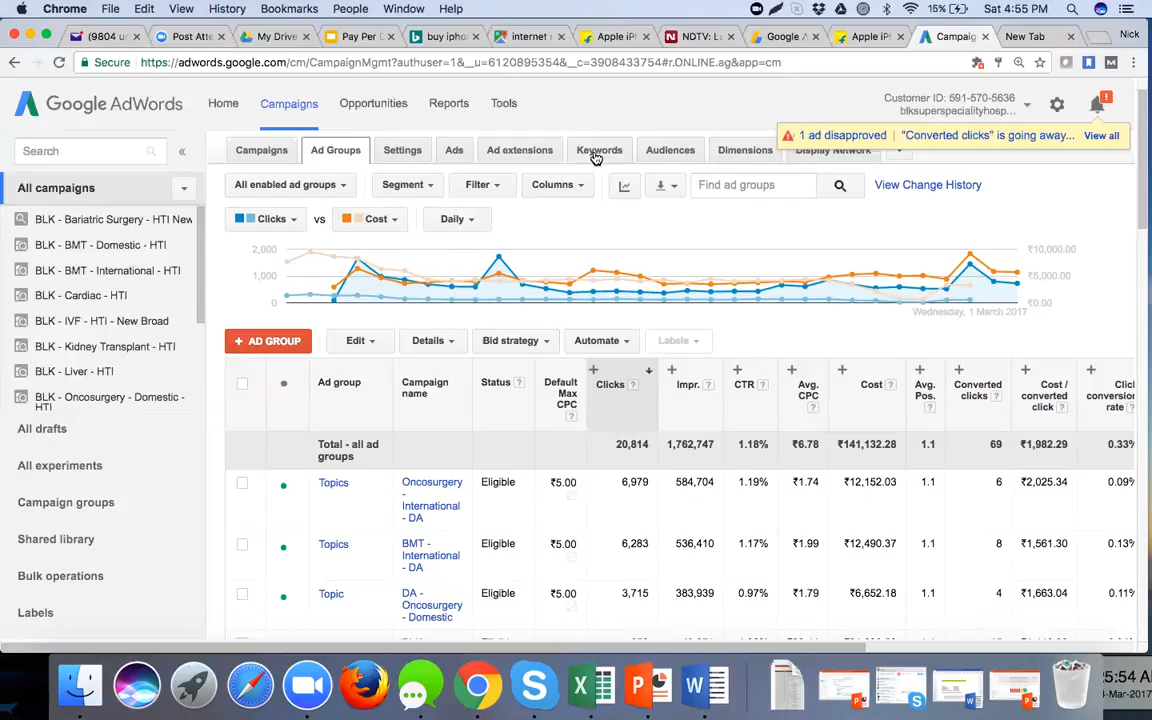 Chrome File Edit View History Bookmarks People Window Help 15% Sat 4:55 PM
(9804 u Post Atte My Drive Pay Per C buy ipho internet Apple iPl NDTV: L Google A Apple iPl Campaig New Tab Nick
Secure https://adwords.google.com/cm/CampaignMgmt?authuser=1&__u=6120895354&__c=3908433754#r.ONLINE.ag&app=cm
Google AdWords Home Campaigns Opportunities Reports Tools
Customer ID: 591-570-5636
blksuperspecialityhosp...
1 ad disapproved | "Converted clicks" is going away... View all
Search «
Campaigns Ad Groups Settings Ads Ad extensions Keywords Audiences Dimensions Display Network
All campaigns
All enabled ad groups Segment Filter Columns Find ad groups View Change History
Clicks vs Cost Daily
BLK - Bariatric Surgery - HTI New
BLK - BMT - Domestic - HTI
BLK - BMT - International - HTI
BLK - Cardiac - HTI
BLK - IVF - HTI - New Broad
BLK - Kidney Transplant - HTI
BLK - Liver - HTI
BLK - Oncosurgery - Domestic -
HTI
All drafts
All experiments
Campaign groups
Shared library
Bulk operations
Labels
2,000 ₹10,000.00
1,000 ₹5,000.00
0 ₹0.00
Wednesday, 1 March 2017
+ AD GROUP Edit Details Bid strategy Automate Labels
Ad group Campaign name Status ? Default Max CPC ? Clicks ? Impr. ? CTR ? Avg. CPC ? Cost ? Avg. Pos. ? Converted clicks ? Cost / converted click ? Click conversion rate ?
Total - all ad groups 20,814 1,762,747 1.18% ₹6.78 ₹141,132.28 1.1 69 ₹1,982.29 0.33%
Topics Oncosurgery - International - DA Eligible ₹5.00 6,979 584,704 1.19% ₹1.74 ₹12,152.03 1.1 6 ₹2,025.34 0.09%
Topics BMT - International - DA Eligible ₹5.00 6,283 536,410 1.17% ₹1.99 ₹12,490.37 1.1 8 ₹1,561.30 0.13%
Topic DA - Oncosurgery - Domestic Eligible ₹5.00 3,715 383,939 0.97% ₹1.79 ₹6,652.18 1.1 4 ₹1,663.04 0.11%
:25:54 AM
-Mar-2017